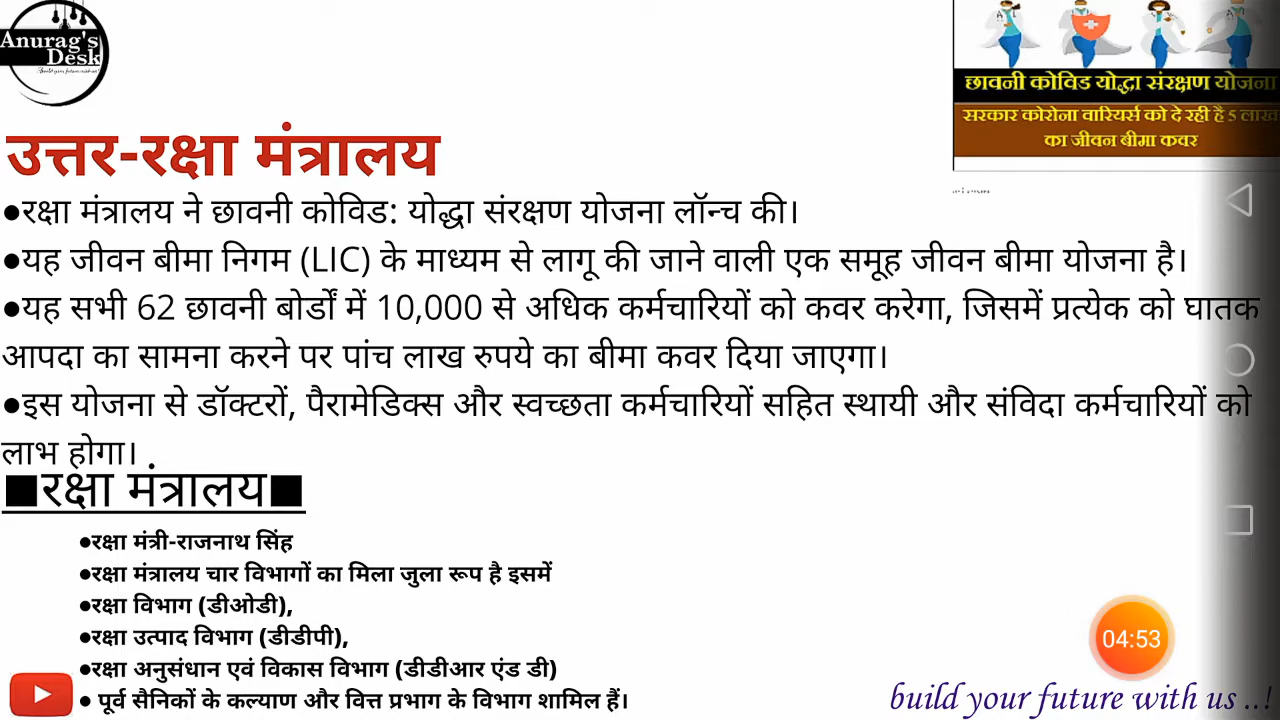 Anurag's
Desk
छावनी कोविड योद्धा संरक्षण योजना
सरकार कोरोना वारियर्स को दे रही है 5 लाख
का जीवन बीमा कवर
उत्तर-रक्षा मंत्रालय
●रक्षा मंत्रालय ने छावनी कोविड: योद्धा संरक्षण योजना लॉन्च की।
●यह जीवन बीमा निगम (LIC) के माध्यम से लागू की जाने वाली एक समूह जीवन बीमा योजना है।
●यह सभी 62 छावनी बोर्डों में 10,000 से अधिक कर्मचारियों को कवर करेगा, जिसमें प्रत्येक को घातक
आपदा का सामना करने पर पांच लाख रुपये का बीमा कवर दिया जाएगा।
●इस योजना से डॉक्टरों, पैरामेडिक्स और स्वच्छता कर्मचारियों सहित स्थायी और संविदा कर्मचारियों को
लाभ होगा।
■रक्षा मंत्रालय■
●रक्षा मंत्री-राजनाथ सिंह
●रक्षा मंत्रालय चार विभागों का मिला जुला रूप है इसमें
●रक्षा विभाग (डीओडी),
●रक्षा उत्पाद विभाग (डीडीपी),
●रक्षा अनुसंधान एवं विकास विभाग (डीडीआर एंड डी)
● पूर्व सैनिकों के कल्याण और वित्त प्रभाग के विभाग शामिल हैं।
04:53
build your future with us ..!